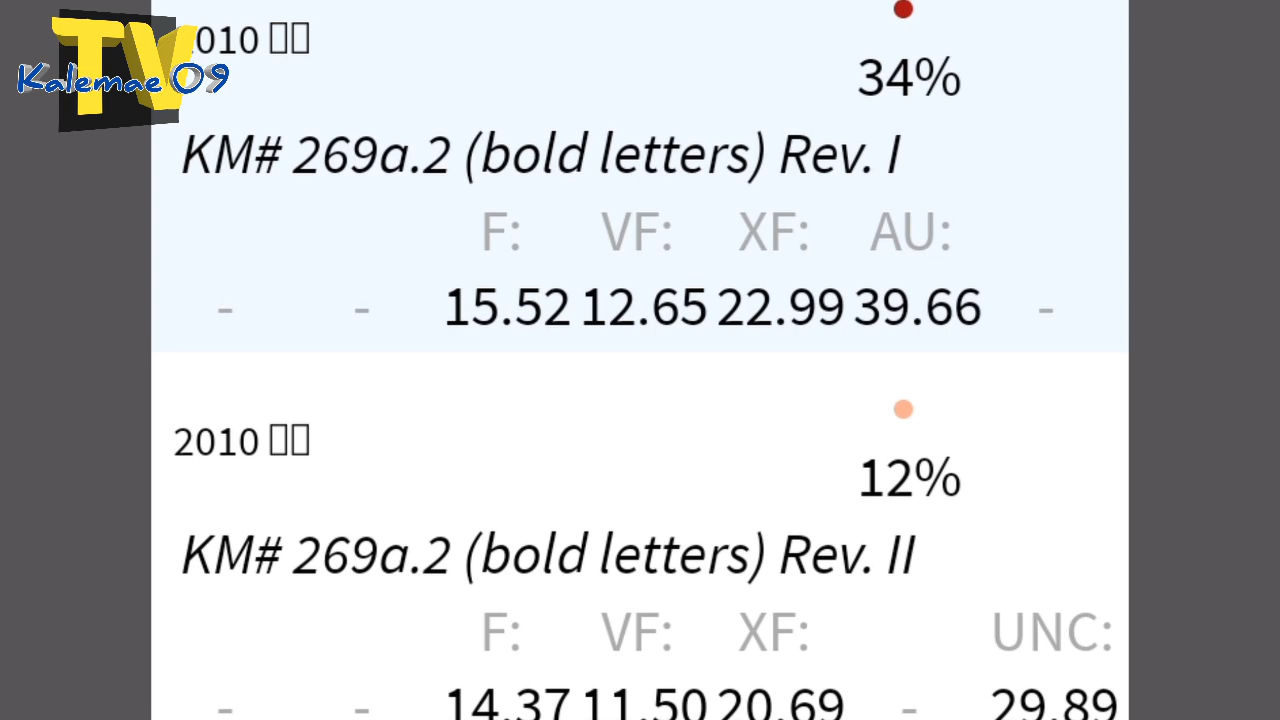 TV
Kalemae 09
010
34%
KM# 269a.2 (bold letters) Rev. I
F: VF: XF: AU:
- - 15.52 12.65 22.99 39.66 -
2010
12%
KM# 269a.2 (bold letters) Rev. II
F: VF: XF: UNC:
- - 14.37 11.50 20.69 - 29.89